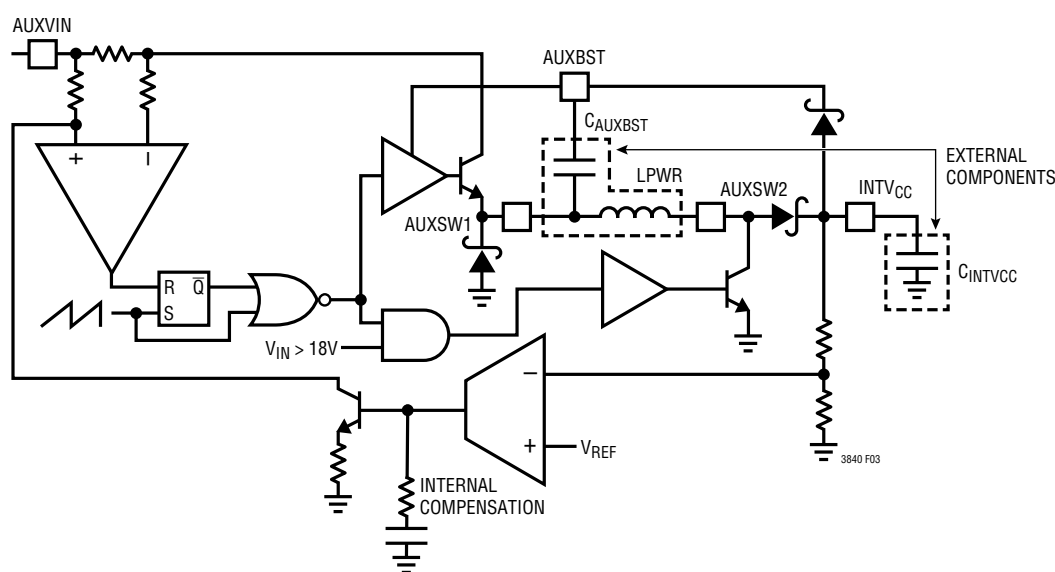 AUXVIN
AUXBST
C_AUXBST
LPWR
EXTERNAL
COMPONENTS
AUXSW1
AUXSW2
INTV_CC
C_INTVCC
+
–
R
Q̅
S
V_IN > 18V
–
+
V_REF
3840 F03
INTERNAL
COMPENSATION